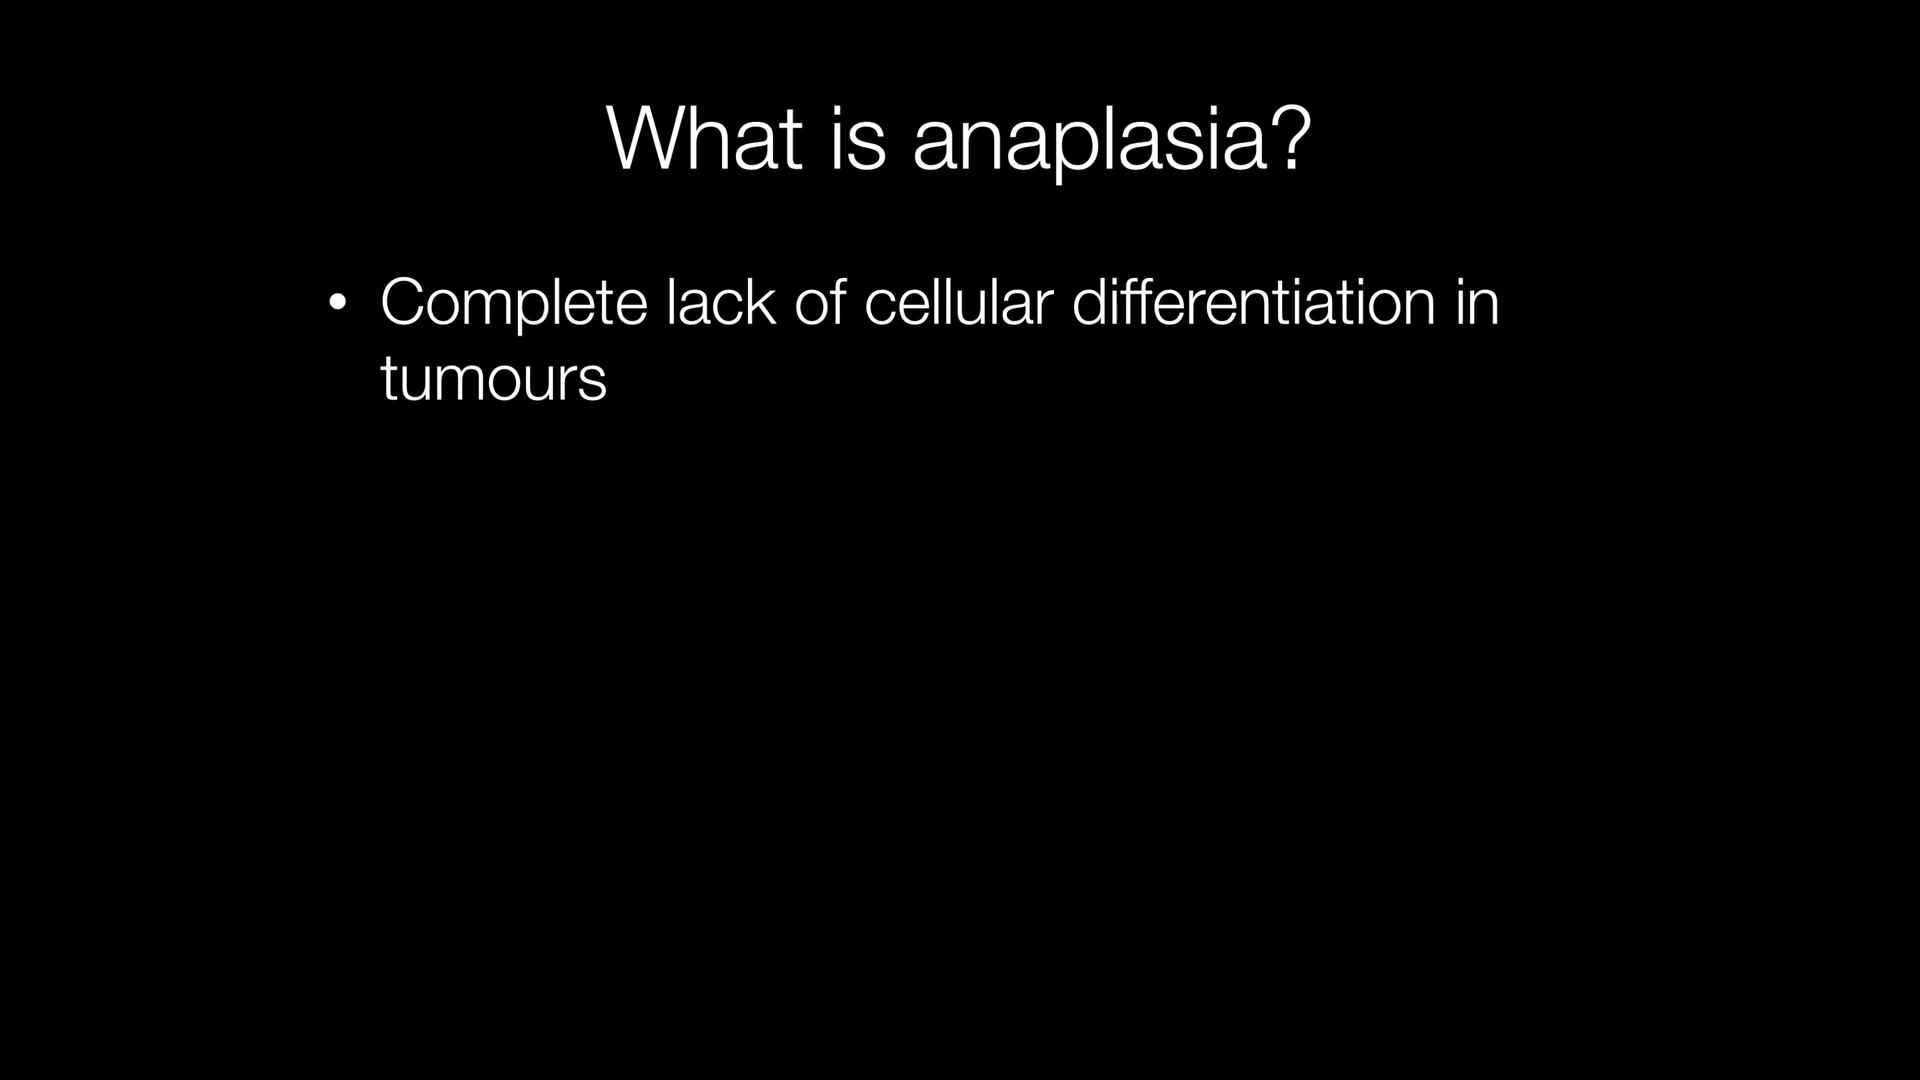 What is anaplasia?
• Complete lack of cellular differentiation in
tumours